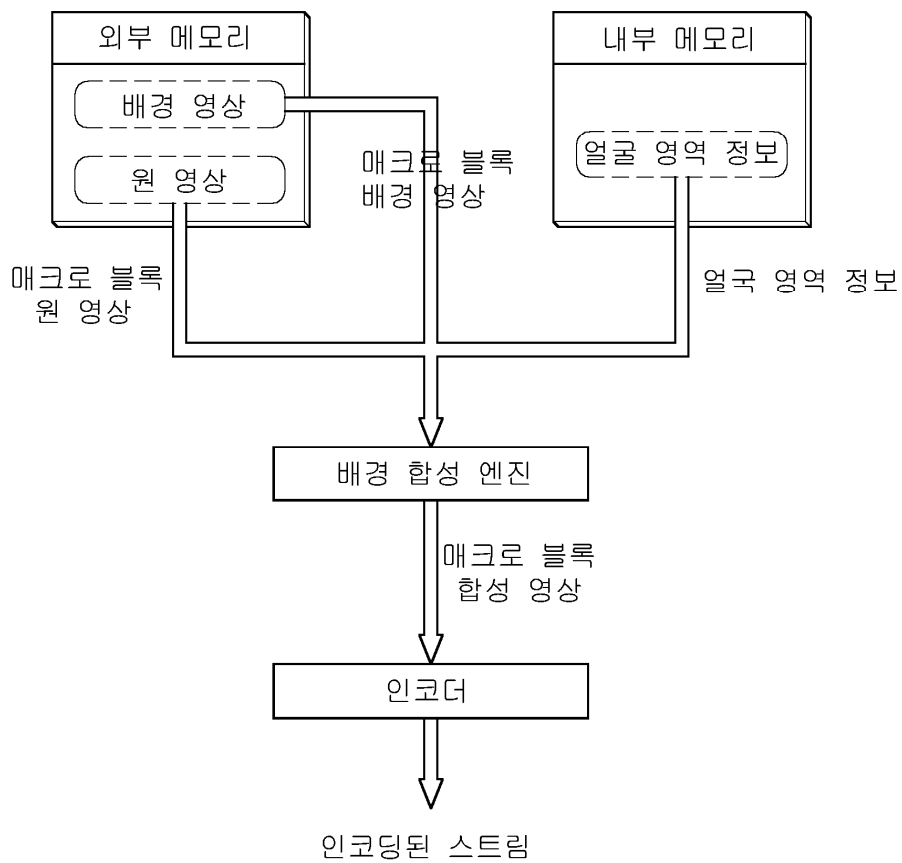 외부 메모리
내부 메모리
배경 영상
원 영상
매크로 블록
배경 영상
얼굴 영역 정보
매크로 블록
원 영상
얼국 영역 정보
배경 합성 엔진
매크로 블록
합성 영상
인코더
인코딩된 스트림